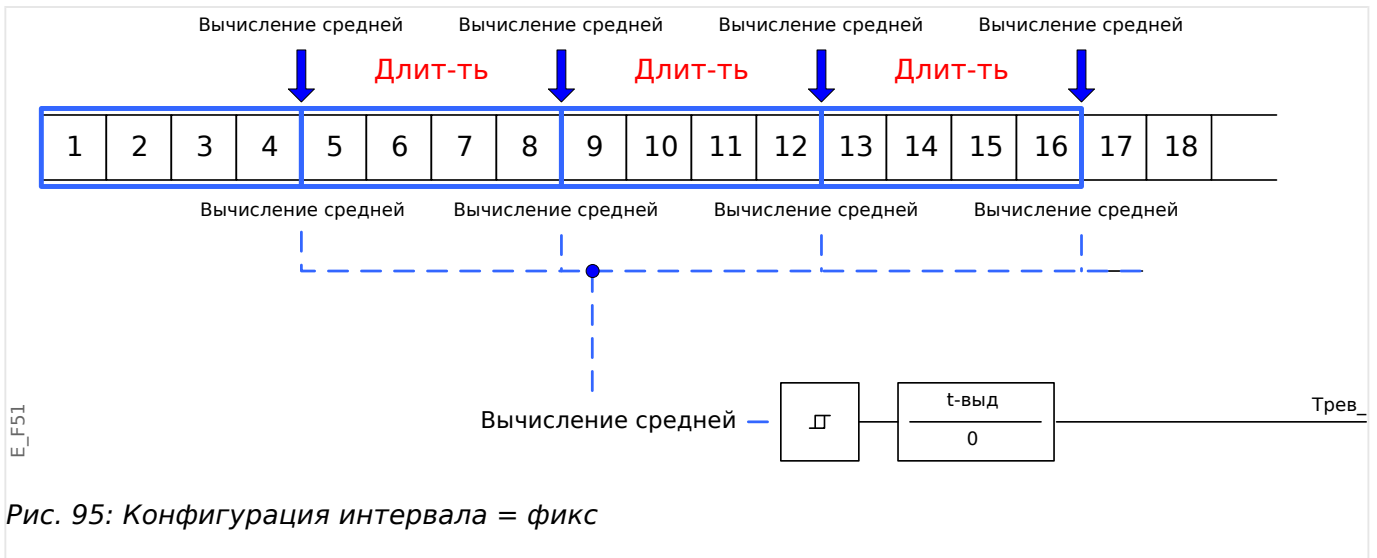 Вычисление средней Вычисление средней Вычисление средней Вычисление средней
Длит-ть Длит-ть Длит-ть
1 2 3 4 5 6 7 8 9 10 11 12 13 14 15 16 17 18
Вычисление средней Вычисление средней Вычисление средней Вычисление средней
t-выд
Трев_
Вычисление средней
0
E_F51
Рис. 95: Конфигурация интервала = фикс